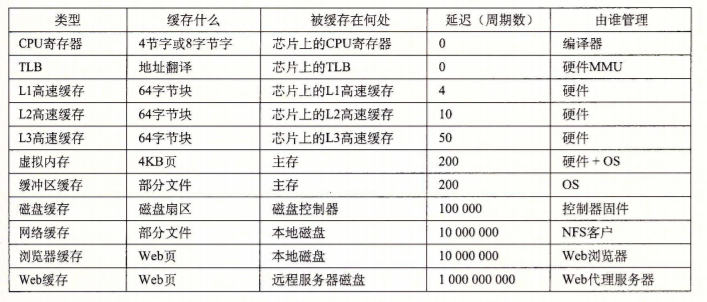 类型 缓存什么 被缓存在何处 延迟（周期数） 由谁管理
CPU寄存器 4字节或8字节字 芯片上的CPU寄存器 0 编译器
TLB 地址翻译 芯片上的TLB 0 硬件MMU
L1高速缓存 64字节块 芯片上的L1高速缓存 4 硬件
L2高速缓存 64字节块 芯片上的L2高速缓存 10 硬件
L3高速缓存 64字节块 芯片上的L3高速缓存 50 硬件
虚拟内存 4KB页 主存 200 硬件 + OS
缓冲区缓存 部分文件 主存 200 OS
磁盘缓存 磁盘扇区 磁盘控制器 100 000 控制器固件
网络缓存 部分文件 本地磁盘 10 000 000 NFS客户
浏览器缓存 Web页 本地磁盘 10 000 000 Web浏览器
Web缓存 Web页 远程服务器磁盘 1 000 000 000 Web代理服务器